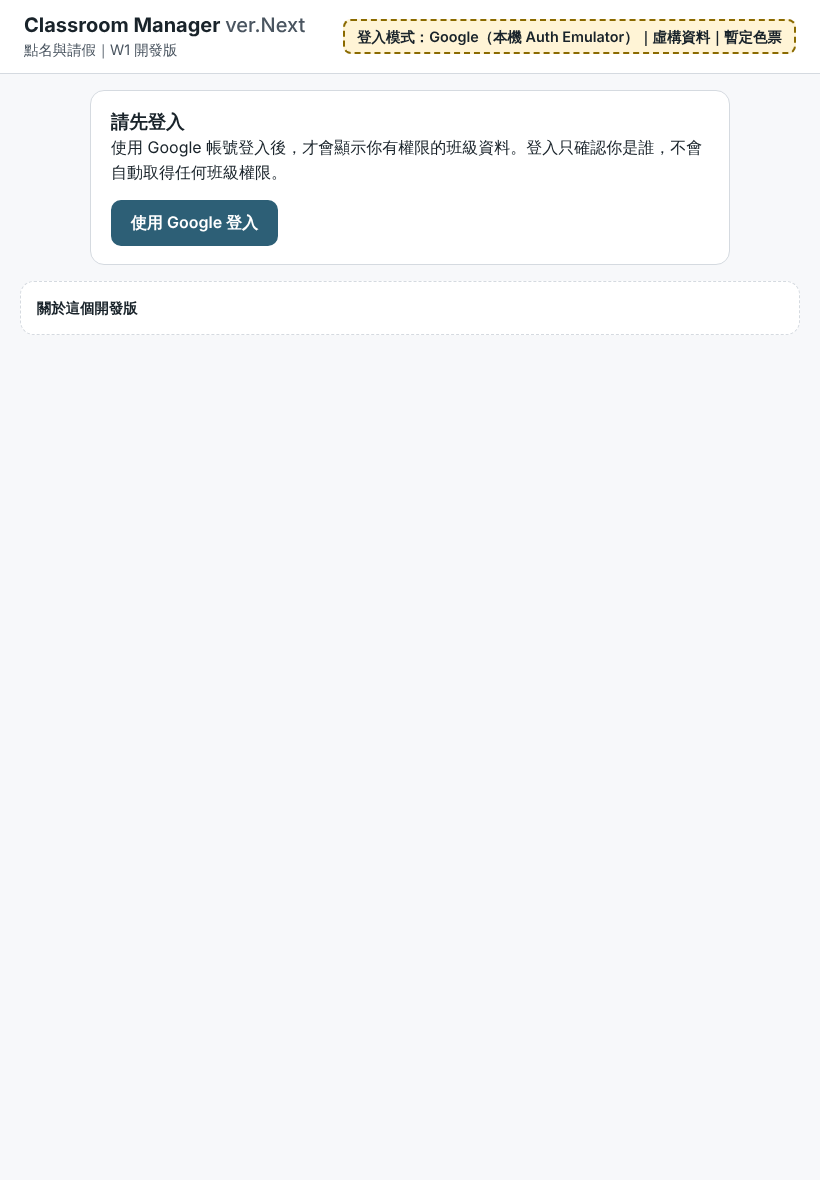 Classroom Manager ver.Next
點名與請假｜W1 開發版
登入模式：Google（本機 Auth Emulator）｜虛構資料｜暫定色票
請先登入
使用 Google 帳號登入後，才會顯示你有權限的班級資料。登入只確認你是誰，不會
自動取得任何班級權限。
使用 Google 登入
關於這個開發版